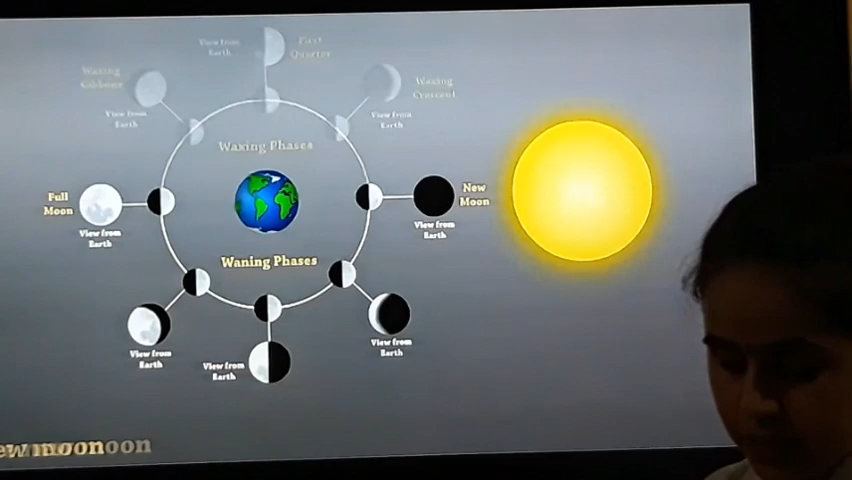 View from
Earth
First
Quarter
Waxing
Gibbous
View from
Earth
Waxing
Crescent
View from
Earth
Waxing Phases
Full
Moon
View from
Earth
New
Moon
View from
Earth
Waning Phases
View from
Earth
View from
Earth
View from
Earth